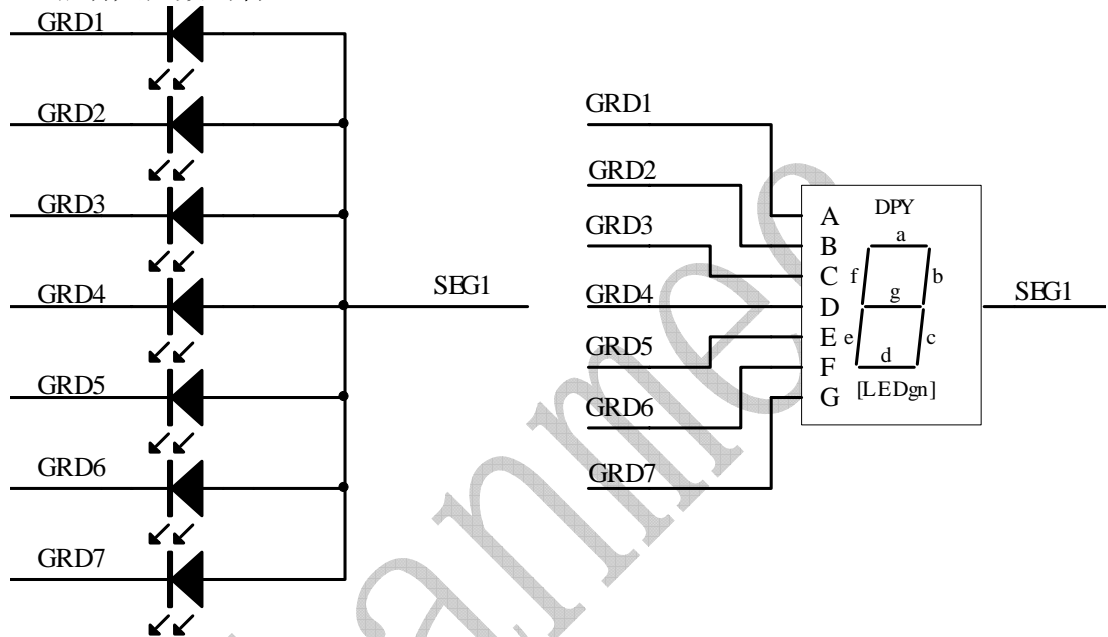 GRD1
GRD2
GRD3
GRD4
GRD5
GRD6
GRD7
SEG1
GRD1
GRD2
GRD3
GRD4
GRD5
GRD6
GRD7
A
B
C
D
E
F
G
DPY
a
f
b
g
e
c
d
[LEDgn]
SEG1